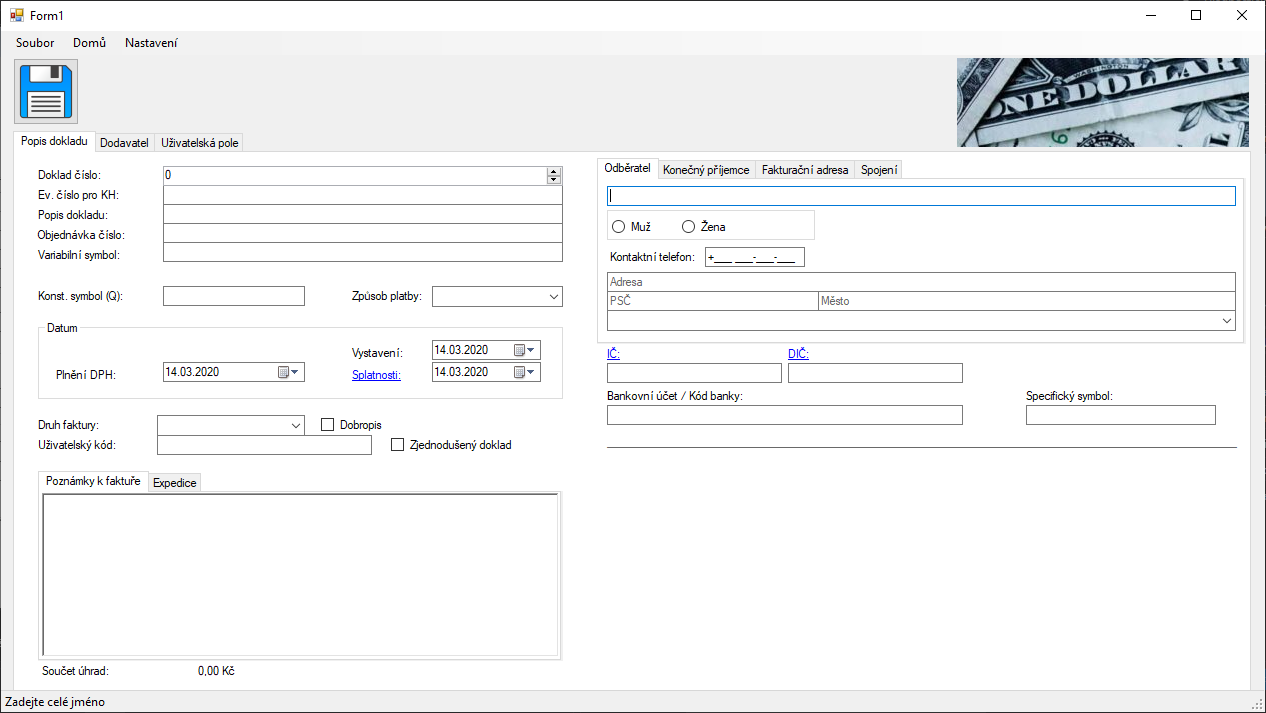 Form1
Soubor Domů Nastavení
WASHINGTON
ONE DOLLAR
Popis dokladu Dodavatel Uživatelská pole
Doklad číslo: 0
Ev. číslo pro KH:
Popis dokladu:
Objednávka číslo:
Variabilní symbol:
Konst. symbol (Q): Způsob platby:
Datum
Vystavení: 14.03.2020
Plnění DPH: 14.03.2020 Splatnosti: 14.03.2020
Druh faktury: Dobropis
Uživatelský kód: Zjednodušený doklad
Poznámky k faktuře Expedice
Součet úhrad: 0,00 Kč
Odběratel Konečný příjemce Fakturační adresa Spojení
Muž Žena
Kontaktní telefon: +___ ___-___-___
Adresa
PSČ Město
IČ: DIČ:
Bankovní účet / Kód banky: Specifický symbol:
Zadejte celé jméno